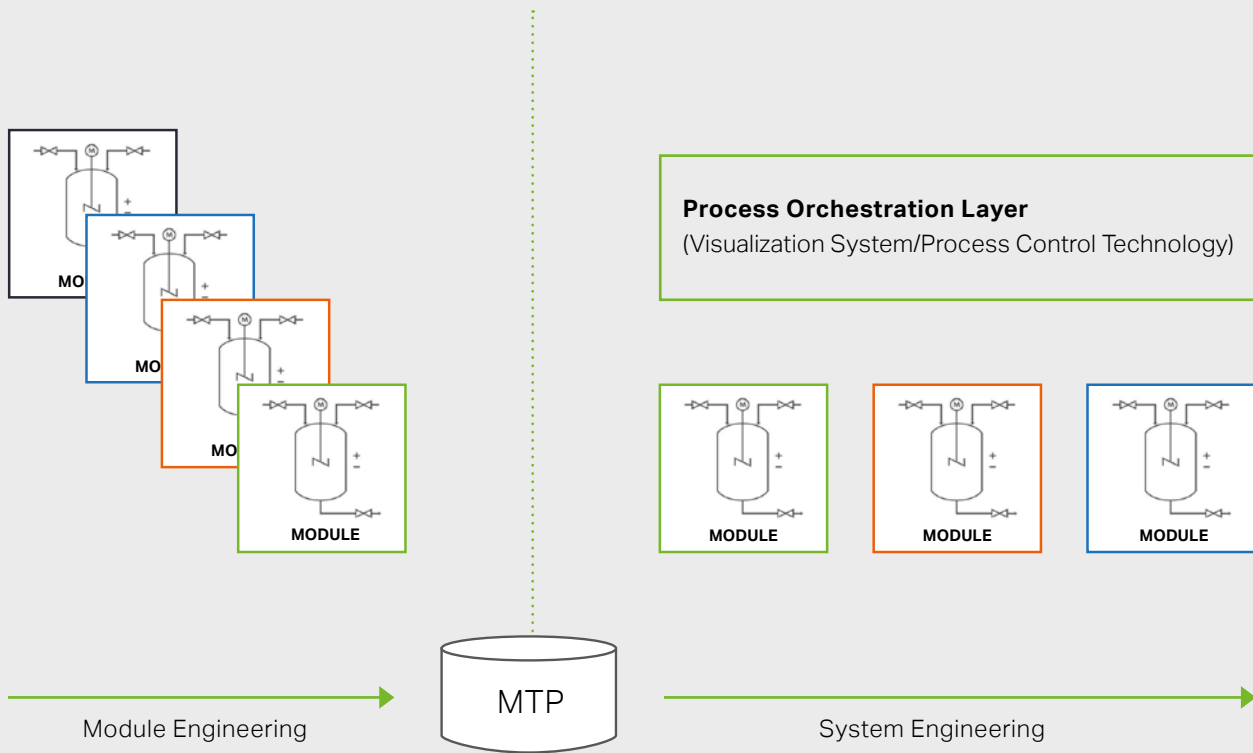 M
+
−
MO
M
+
−
MO
M
+
−
MO
M
+
−
MODULE
Process Orchestration Layer
(Visualization System/Process Control Technology)
M
+
−
MODULE
M
+
−
MODULE
M
+
−
MODULE
Module Engineering
MTP
System Engineering